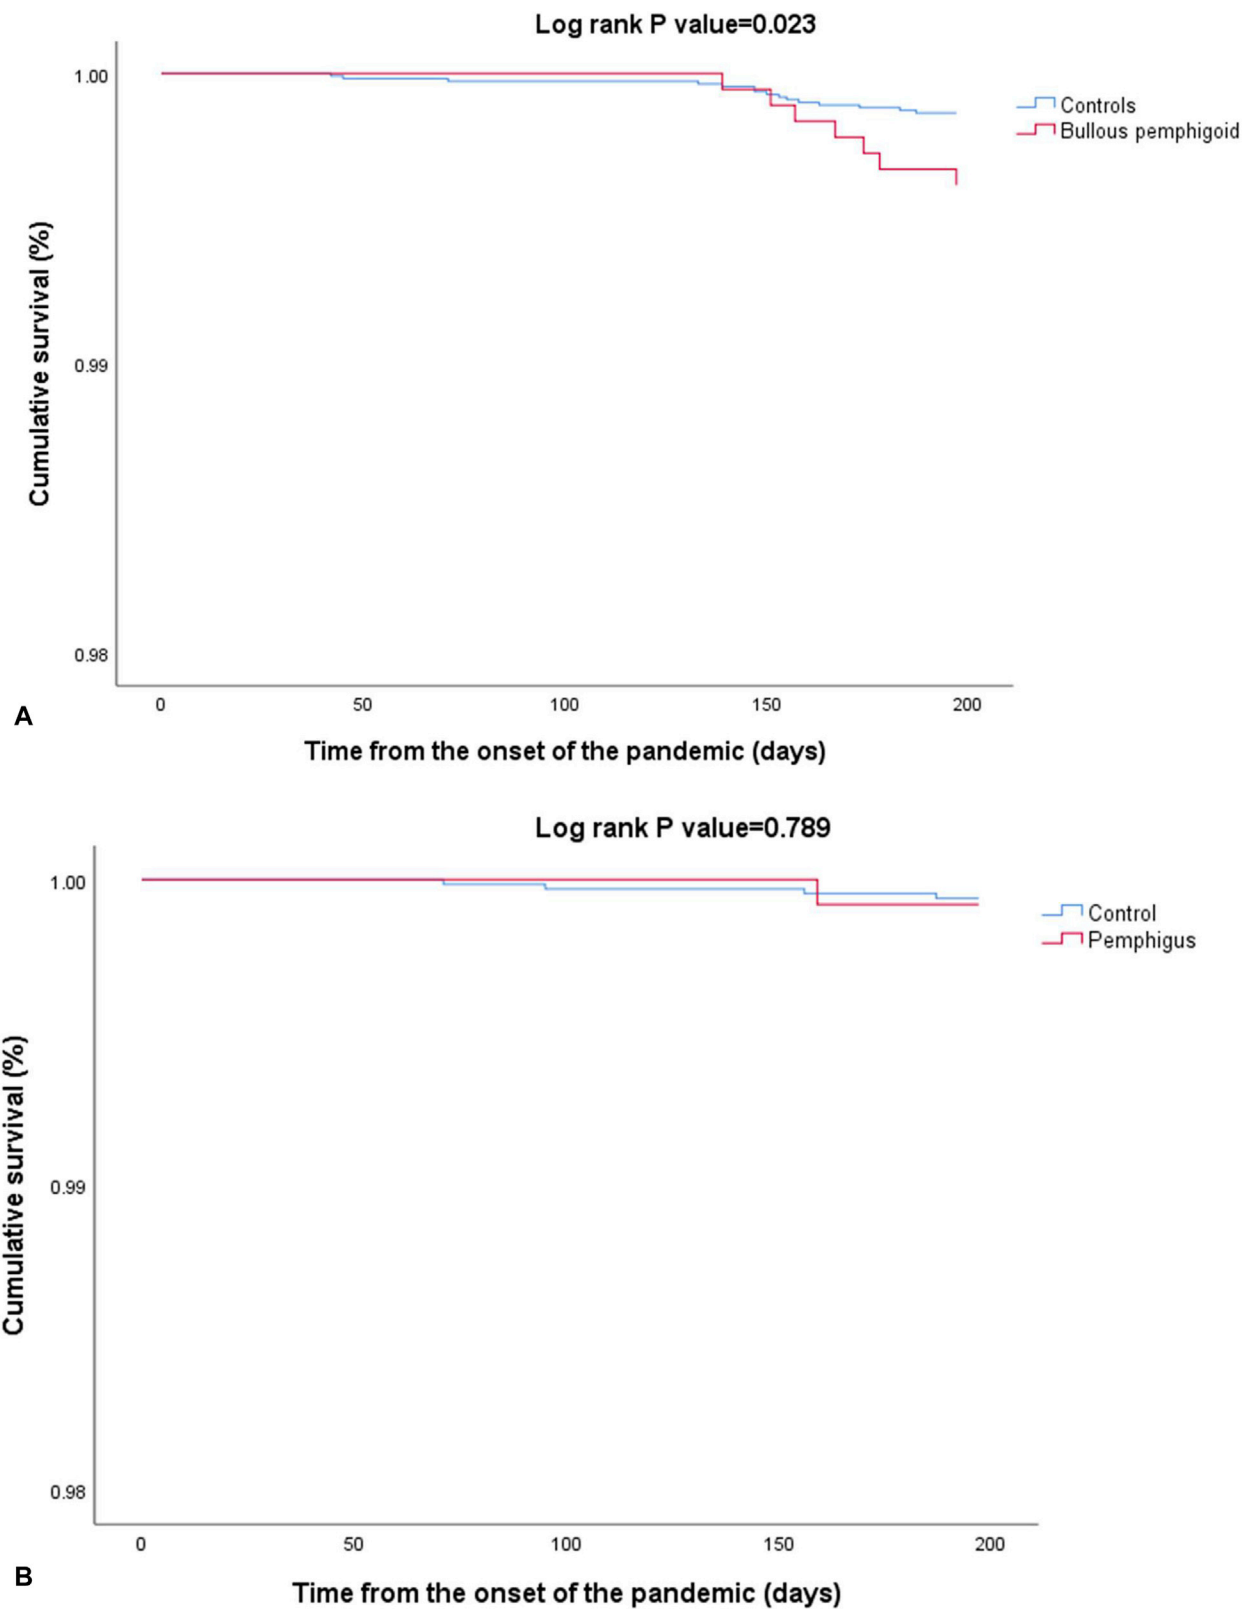 Log rank P value=0.023
1.00
0.99
0.98
Cumulative survival (%)
Controls
Bullous pemphigoid
0 50 100 150 200
A
Time from the onset of the pandemic (days)
Log rank P value=0.789
1.00
0.99
0.98
Cumulative survival (%)
Control
Pemphigus
0 50 100 150 200
B
Time from the onset of the pandemic (days)